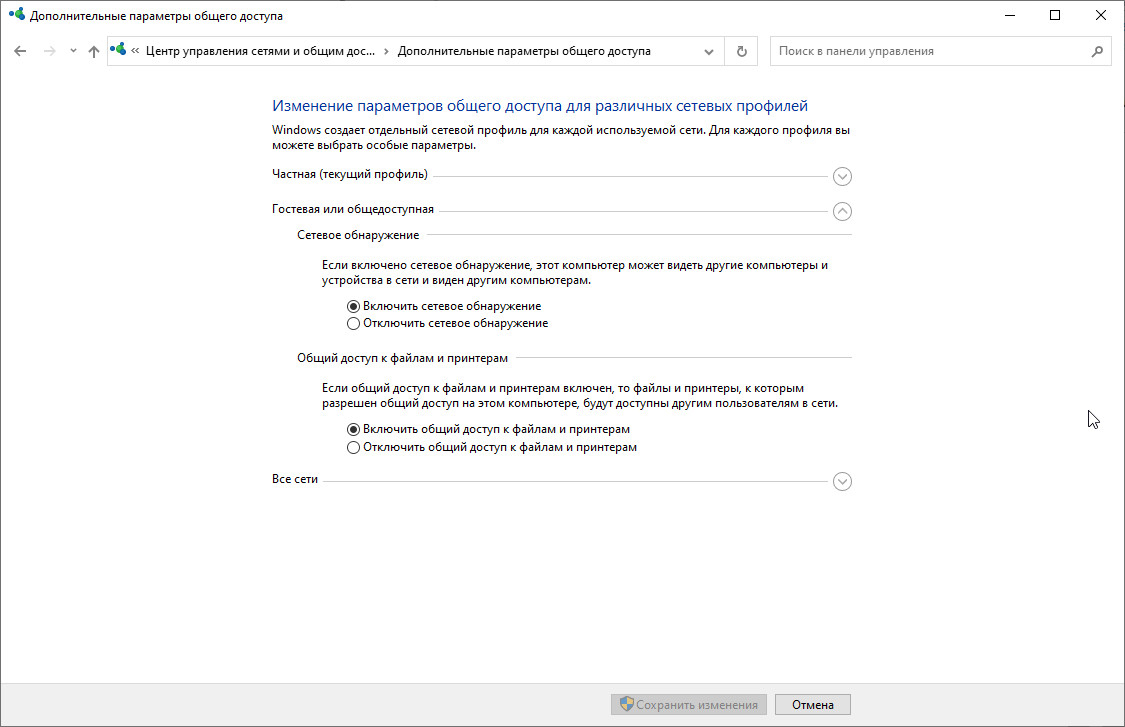 Дополнительные параметры общего доступа
« Центр управления сетями и общим дос... › Дополнительные параметры общего доступа
Поиск в панели управления
Изменение параметров общего доступа для различных сетевых профилей
Windows создает отдельный сетевой профиль для каждой используемой сети. Для каждого профиля вы
можете выбрать особые параметры.
Частная (текущий профиль)
Гостевая или общедоступная
Сетевое обнаружение
Если включено сетевое обнаружение, этот компьютер может видеть другие компьютеры и
устройства в сети и виден другим компьютерам.
Включить сетевое обнаружение
Отключить сетевое обнаружение
Общий доступ к файлам и принтерам
Если общий доступ к файлам и принтерам включен, то файлы и принтеры, к которым
разрешен общий доступ на этом компьютере, будут доступны другим пользователям в сети.
Включить общий доступ к файлам и принтерам
Отключить общий доступ к файлам и принтерам
Все сети
Сохранить изменения
Отмена